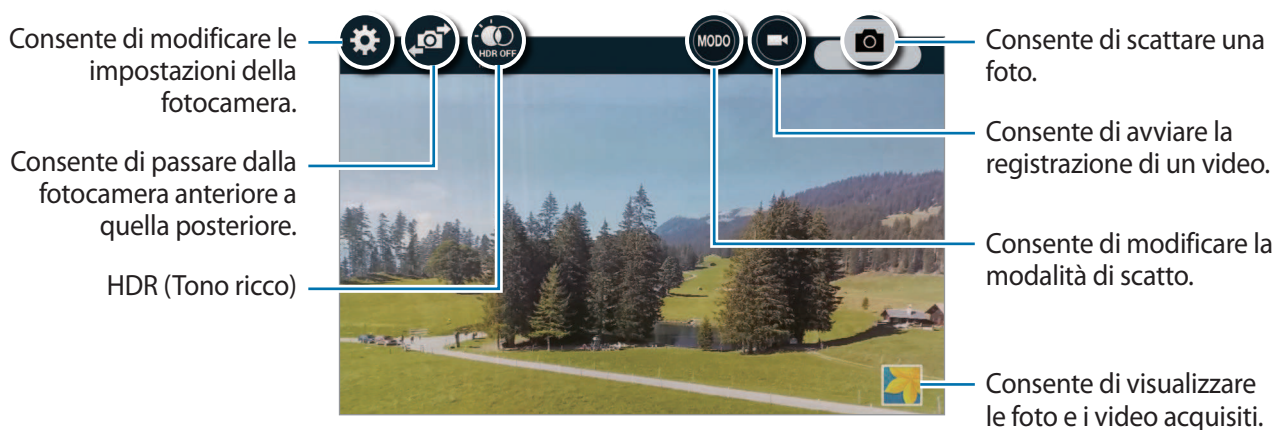 Consente di modificare le
impostazioni della
fotocamera.
Consente di passare dalla
fotocamera anteriore a
quella posteriore.
HDR (Tono ricco)
HDR OFF
MODO
Consente di scattare una
foto.
Consente di avviare la
registrazione di un video.
Consente di modificare la
modalità di scatto.
Consente di visualizzare
le foto e i video acquisiti.